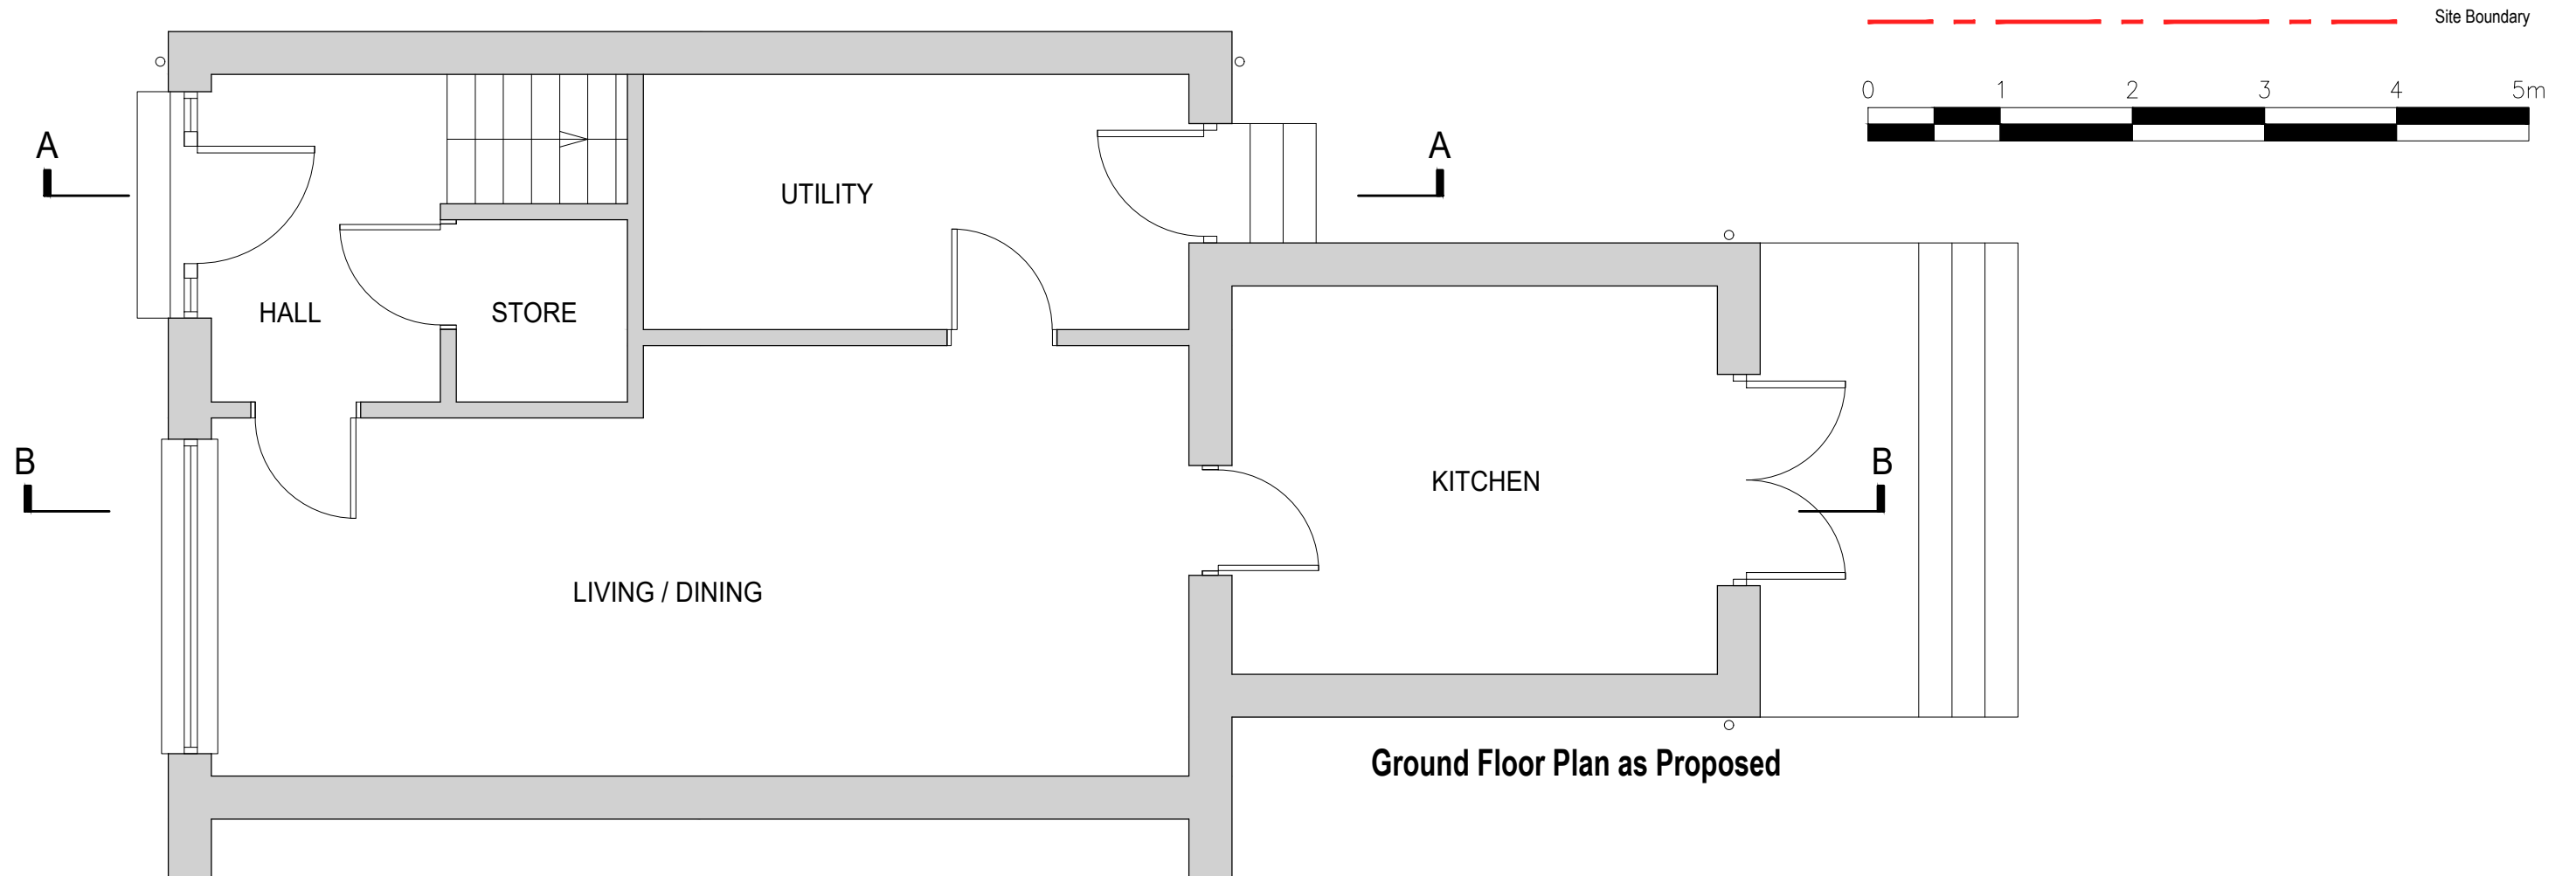 Site Boundary
0 1 2 3 4 5m
A
A
UTILITY
HALL
STORE
B
B
KITCHEN
LIVING / DINING
Ground Floor Plan as Proposed